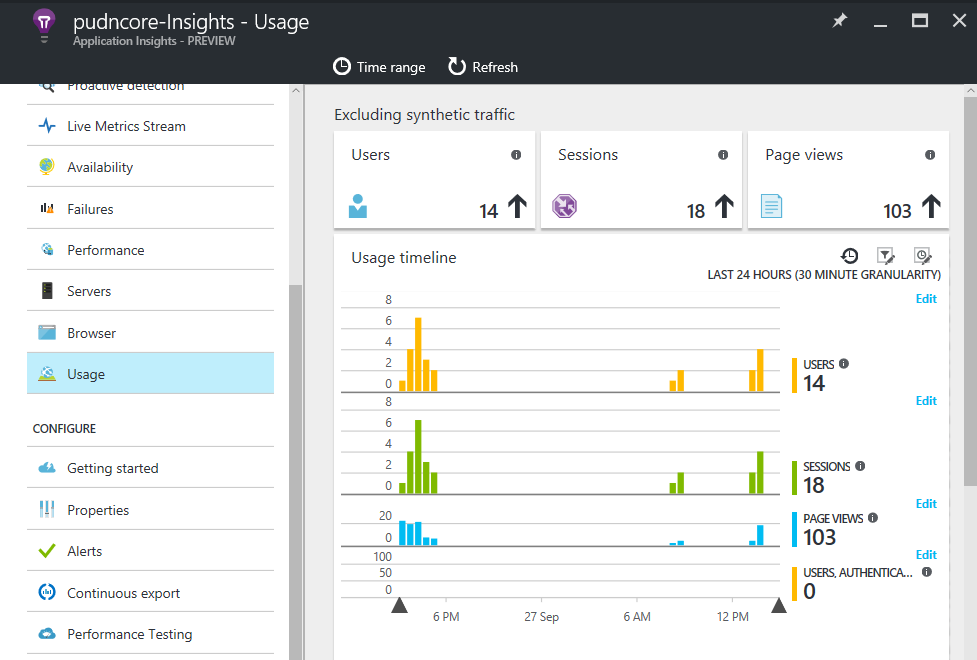 pudncore-Insights - Usage
Application Insights - PREVIEW
Time range
Refresh
Proactive detection
Live Metrics Stream
Availability
Failures
Performance
Servers
Browser
Usage
CONFIGURE
Getting started
Properties
Alerts
Continuous export
Performance Testing
Excluding synthetic traffic
Users
14
Sessions
18
Page views
103
Usage timeline
LAST 24 HOURS (30 MINUTE GRANULARITY)
Edit
8
6
4
2
0
USERS
14
Edit
8
6
4
2
0
SESSIONS
18
Edit
20
0
PAGE VIEWS
103
Edit
100
50
0
USERS, AUTHENTICA...
0
6 PM
27 Sep
6 AM
12 PM